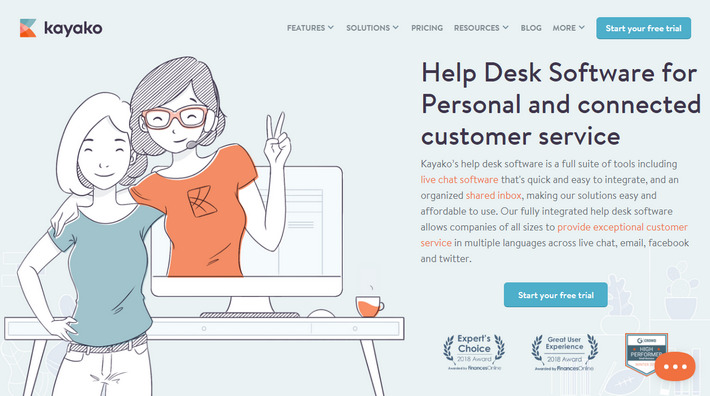 kayako
FEATURES SOLUTIONS PRICING RESOURCES BLOG MORE Start your free trial
Help Desk Software for
Personal and connected
customer service
Kayako's help desk software is a full suite of tools including
live chat software that's quick and easy to integrate, and an
organized shared inbox, making our solutions easy and
affordable to use. Our fully integrated help desk software
allows companies of all sizes to provide exceptional customer
service in multiple languages across live chat, email, facebook
and twitter.
Start your free trial
Expert's
Choice
2018 Award
Awarded by FinancesOnline
Great User
Experience
2018 Award
Awarded by FinancesOnline
CROWD
HIGH
PERFORMER